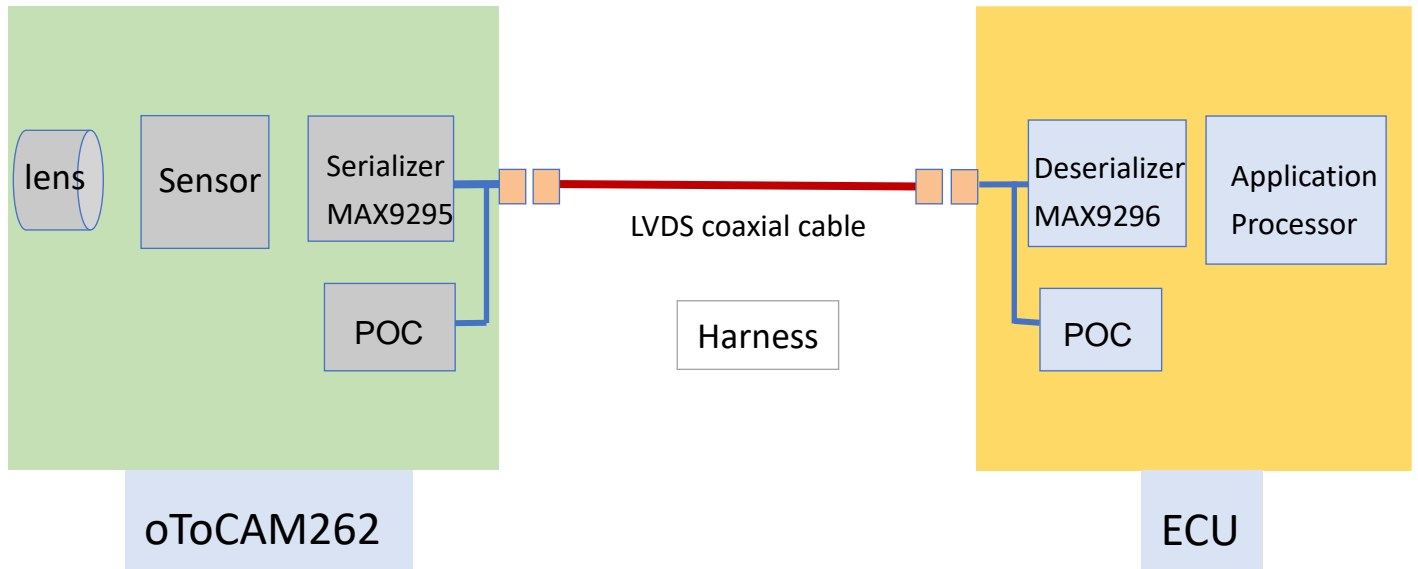 lens
Sensor
Serializer
MAX9295
POC
oToCAM262
LVDS coaxial cable
Harness
Deserializer
MAX9296
Application
Processor
POC
ECU